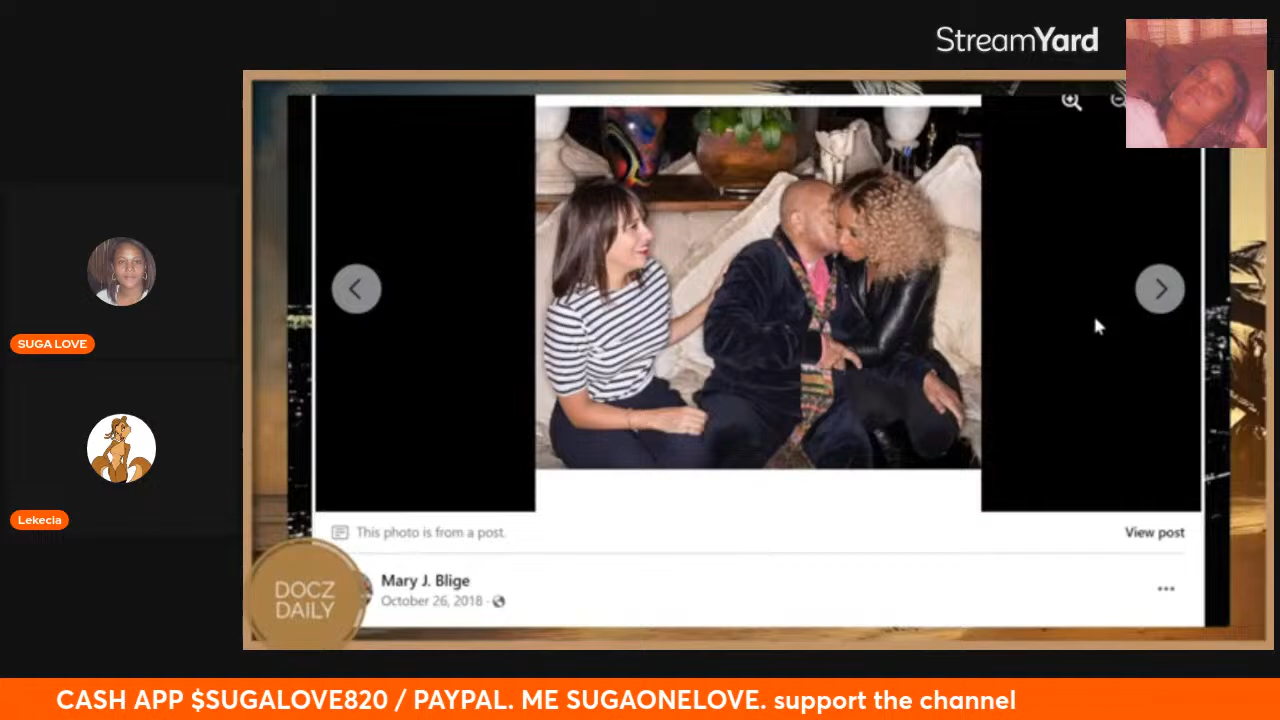 StreamYard
SUGA LOVE
Lekecia
This photo is from a post.
View post
Mary J. Blige
October 26, 2018 ·
DOCZ
DAILY
CASH APP $SUGALOVE820 / PAYPAL. ME SUGAONELOVE. support the channel